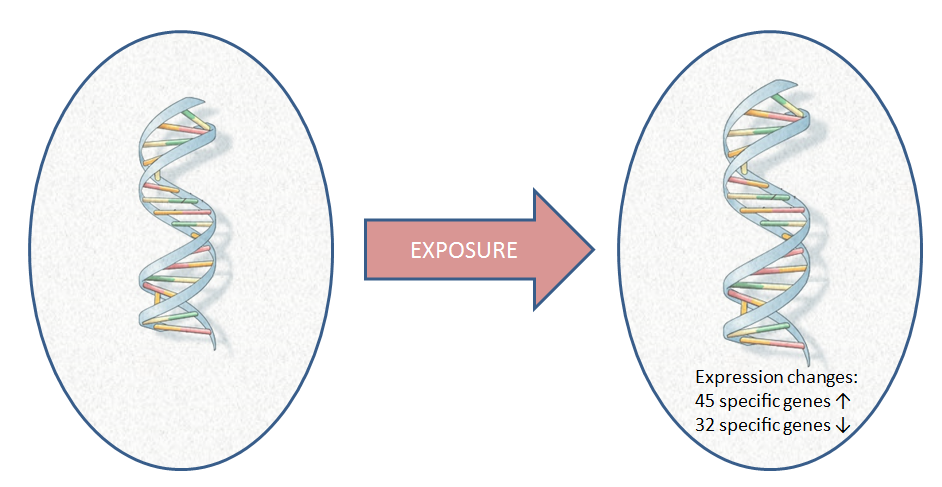 EXPOSURE
Expression changes:
45 specific genes ↑
32 specific genes ↓